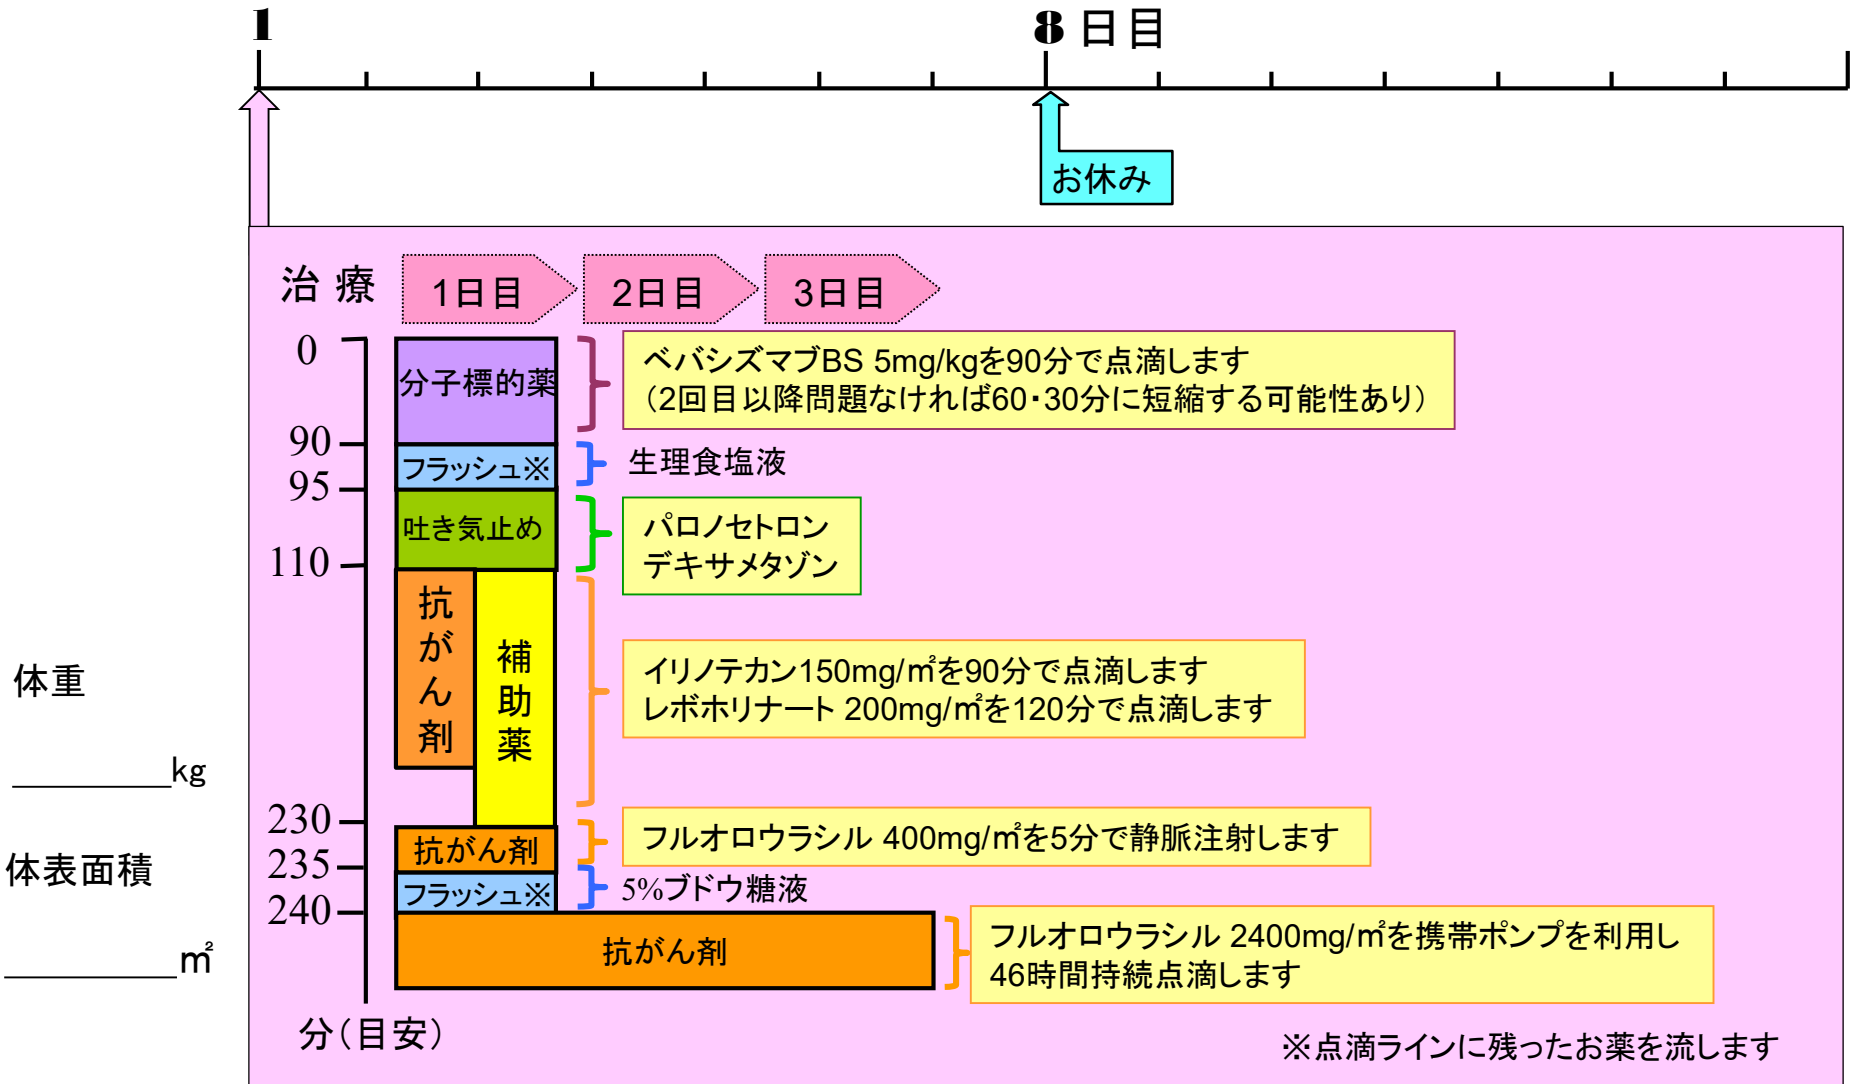 1
8日目
お休み
治療
1日目
2日目
3日目
0
分子標的薬
ベバシズマブBS 5mg/kgを90分で点滴します
（2回目以降問題なければ60・30分に短縮する可能性あり）
90
フラッシュ※
生理食塩液
95
吐き気止め
パロノセトロン
デキサメタゾン
110
抗がん剤
補助薬
イリノテカン150mg/㎡を90分で点滴します
レボホリナート 200mg/㎡を120分で点滴します
体重
kg
230
抗がん剤
フルオロウラシル 400mg/㎡を5分で静脈注射します
235
体表面積
フラッシュ※
5%ブドウ糖液
240
㎡
抗がん剤
フルオロウラシル 2400mg/㎡を携帯ポンプを利用し
46時間持続点滴します
分（目安）
※点滴ラインに残ったお薬を流します